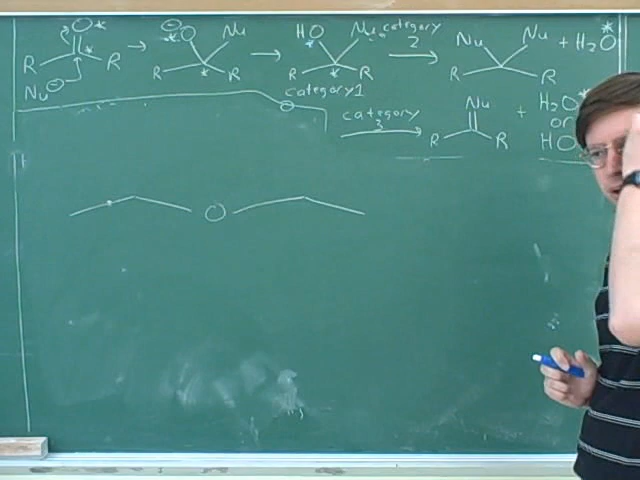 O* ⊖ *O Nu HO Nu category Nu Nu + H₂O*
R * R → R * R → * R * R 2 → R R
Nu⊖ category 1 category Nu + H₂O*
3 → R R or
HO
O